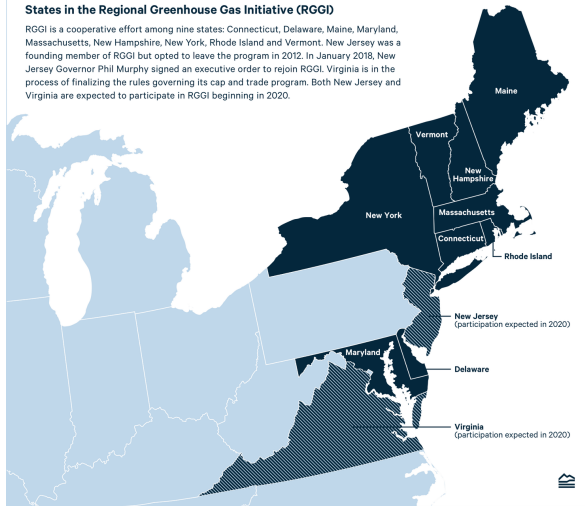 States in the Regional Greenhouse Gas Initiative (RGGI)
RGGI is a cooperative effort among nine states: Connecticut, Delaware, Maine, Maryland,
Massachusetts, New Hampshire, New York, Rhode Island and Vermont. New Jersey was a
founding member of RGGI but opted to leave the program in 2012. In January 2018, New
Jersey Governor Phil Murphy signed an executive order to rejoin RGGI. Virginia is in the
process of finalizing the rules governing its cap and trade program. Both New Jersey and
Virginia are expected to participate in RGGI beginning in 2020.
Maine
Vermont
New
Hampshire
New York
Massachusetts
Connecticut
Rhode Island
New Jersey
(participation expected in 2020)
Maryland
Delaware
Virginia
(participation expected in 2020)